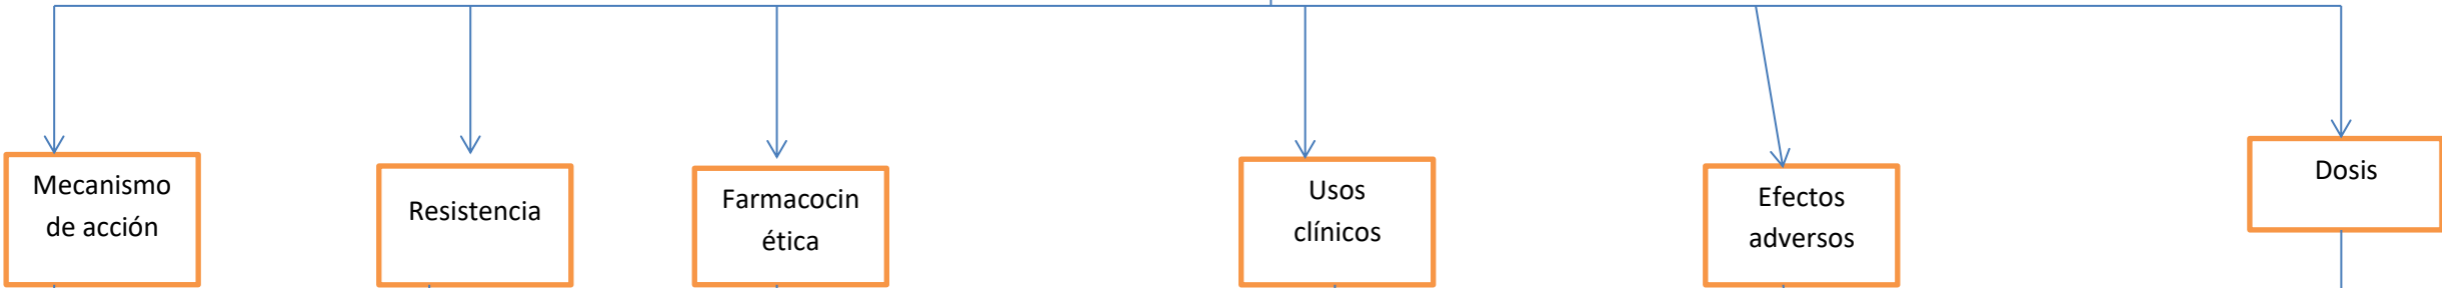 Mecanismo
de acción
Resistencia
Farmacocin
ética
Usos
clínicos
Efectos
adversos
Dosis